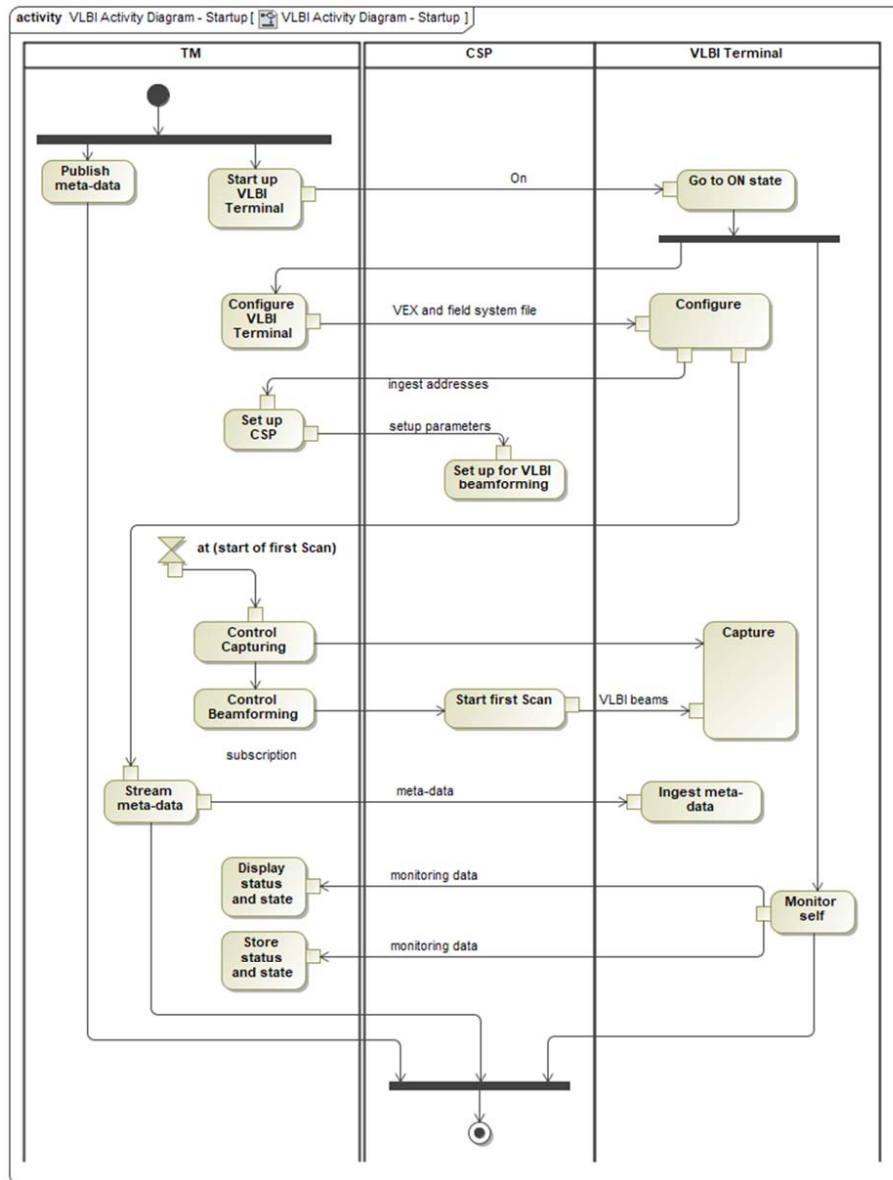 activity VLBI Activity Diagram - Startup [ VLBI Activity Diagram - Startup ]
TM
CSP
VLBI Terminal
Publish
meta-data
Start up
VLBI
Terminal
On
Go to ON state
Configure
VLBI
Terminal
VEX and field system file
Configure
ingest addresses
Set up
CSP
setup parameters
Set up for VLBI
beamforming
at (start of first Scan)
Control
Capturing
Capture
Control
Beamforming
Start first Scan
VLBI beams
subscription
Stream
meta-data
meta-data
Ingest meta-
data
Display
status
and state
monitoring data
Monitor
self
Store
status
and state
monitoring data